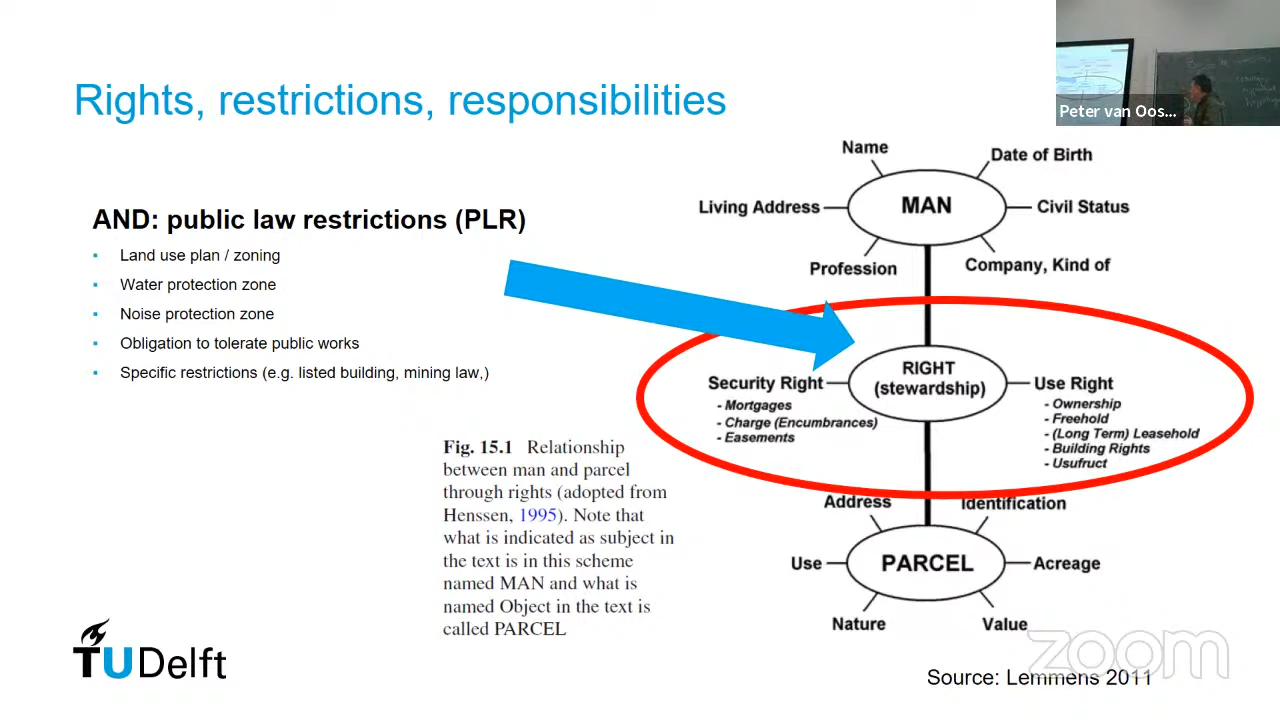 Rights, restrictions, responsibilities
Peter van Oos...
AND: public law restrictions (PLR)
▪ Land use plan / zoning
▪ Water protection zone
▪ Noise protection zone
▪ Obligation to tolerate public works
▪ Specific restrictions (e.g. listed building, mining law,)
Name
Date of Birth
Living Address
MAN
Civil Status
Profession
Company, Kind of
RIGHT
(stewardship)
Security Right
- Mortgages
- Charge (Encumbrances)
- Easements
Use Right
- Ownership
- Freehold
- (Long Term) Leasehold
- Building Rights
- Usufruct
Address
Identification
Use
PARCEL
Acreage
Nature
Value
Fig. 15.1 Relationship
between man and parcel
through rights (adopted from
Henssen, 1995). Note that
what is indicated as subject in
the text is in this scheme
named MAN and what is
named Object in the text is
called PARCEL
TUDelft
zoom
Source: Lemmens 2011